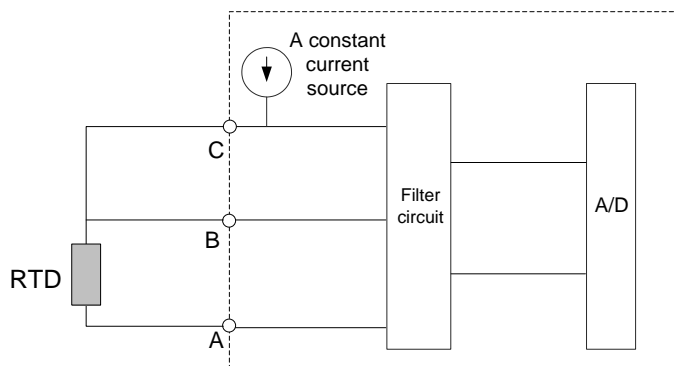 A constant
current
source
C
Filter
circuit
A/D
B
RTD
A